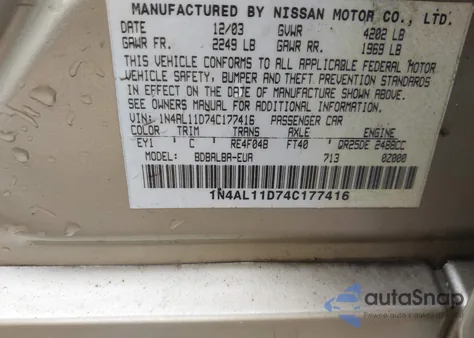 MANUFACTURED BY NISSAN MOTOR CO., LTD.
12/03 GVWR 4202 LB
GAWR FR. 2249 LB GAWR RR. 1969 LB
THIS VEHICLE CONFORMS TO ALL APPLICABLE FEDERAL MOTOR
VEHICLE SAFETY, BUMPER AND THEFT PREVENTION STANDARDS
IN EFFECT ON THE DATE OF MANUFACTURE SHOWN ABOVE.
SEE OWNERS MANUAL FOR ADDITIONAL INFORMATION.
VIN: 1N4AL11D74C177416 PASSENGER CAR
COLOR TRIM TRANS AXLE ENGINE
EY1 C RE4F04B FT40 QR25DE 2488CC
MODEL: BDBALBA-EUA 713 0Z000
1N4AL11D74C177416
autoSnap